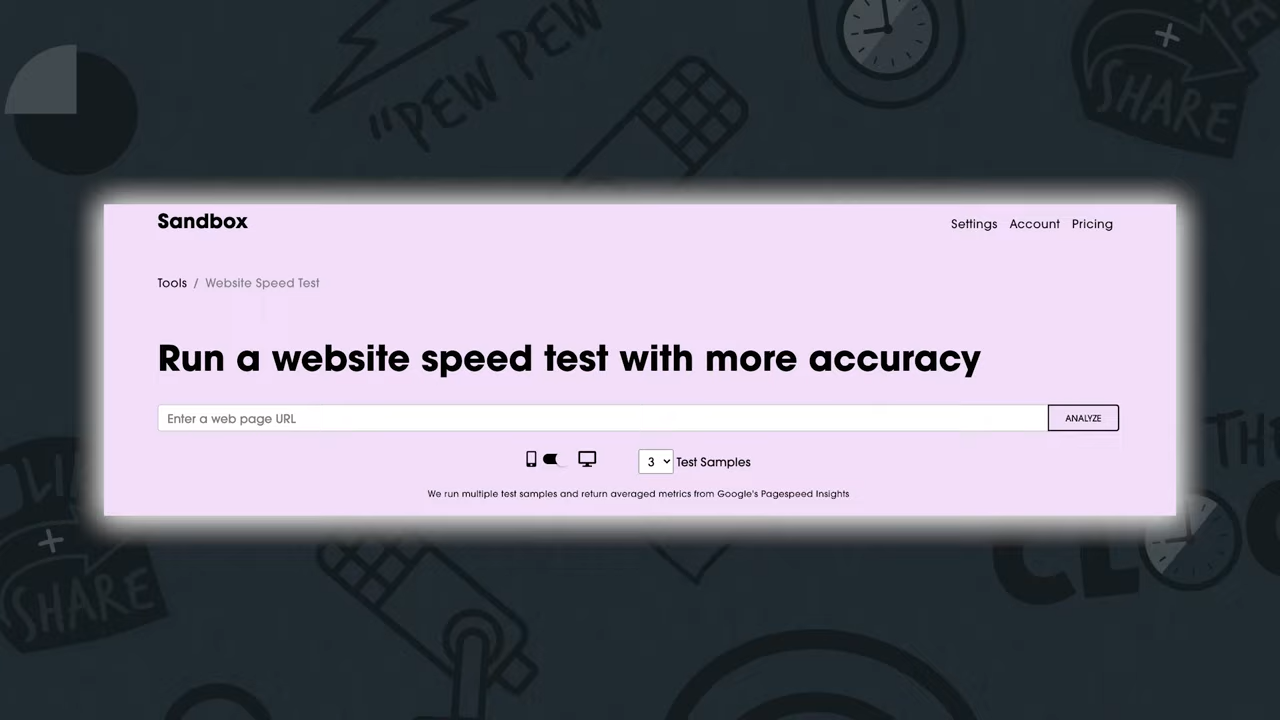 "PEW PEW
SHARE
Sandbox
Settings Account Pricing
Tools / Website Speed Test
Run a website speed test with more accuracy
Enter a web page URL
ANALYZE
3 Test Samples
We run multiple test samples and return averaged metrics from Google's Pagespeed Insights
SHARE